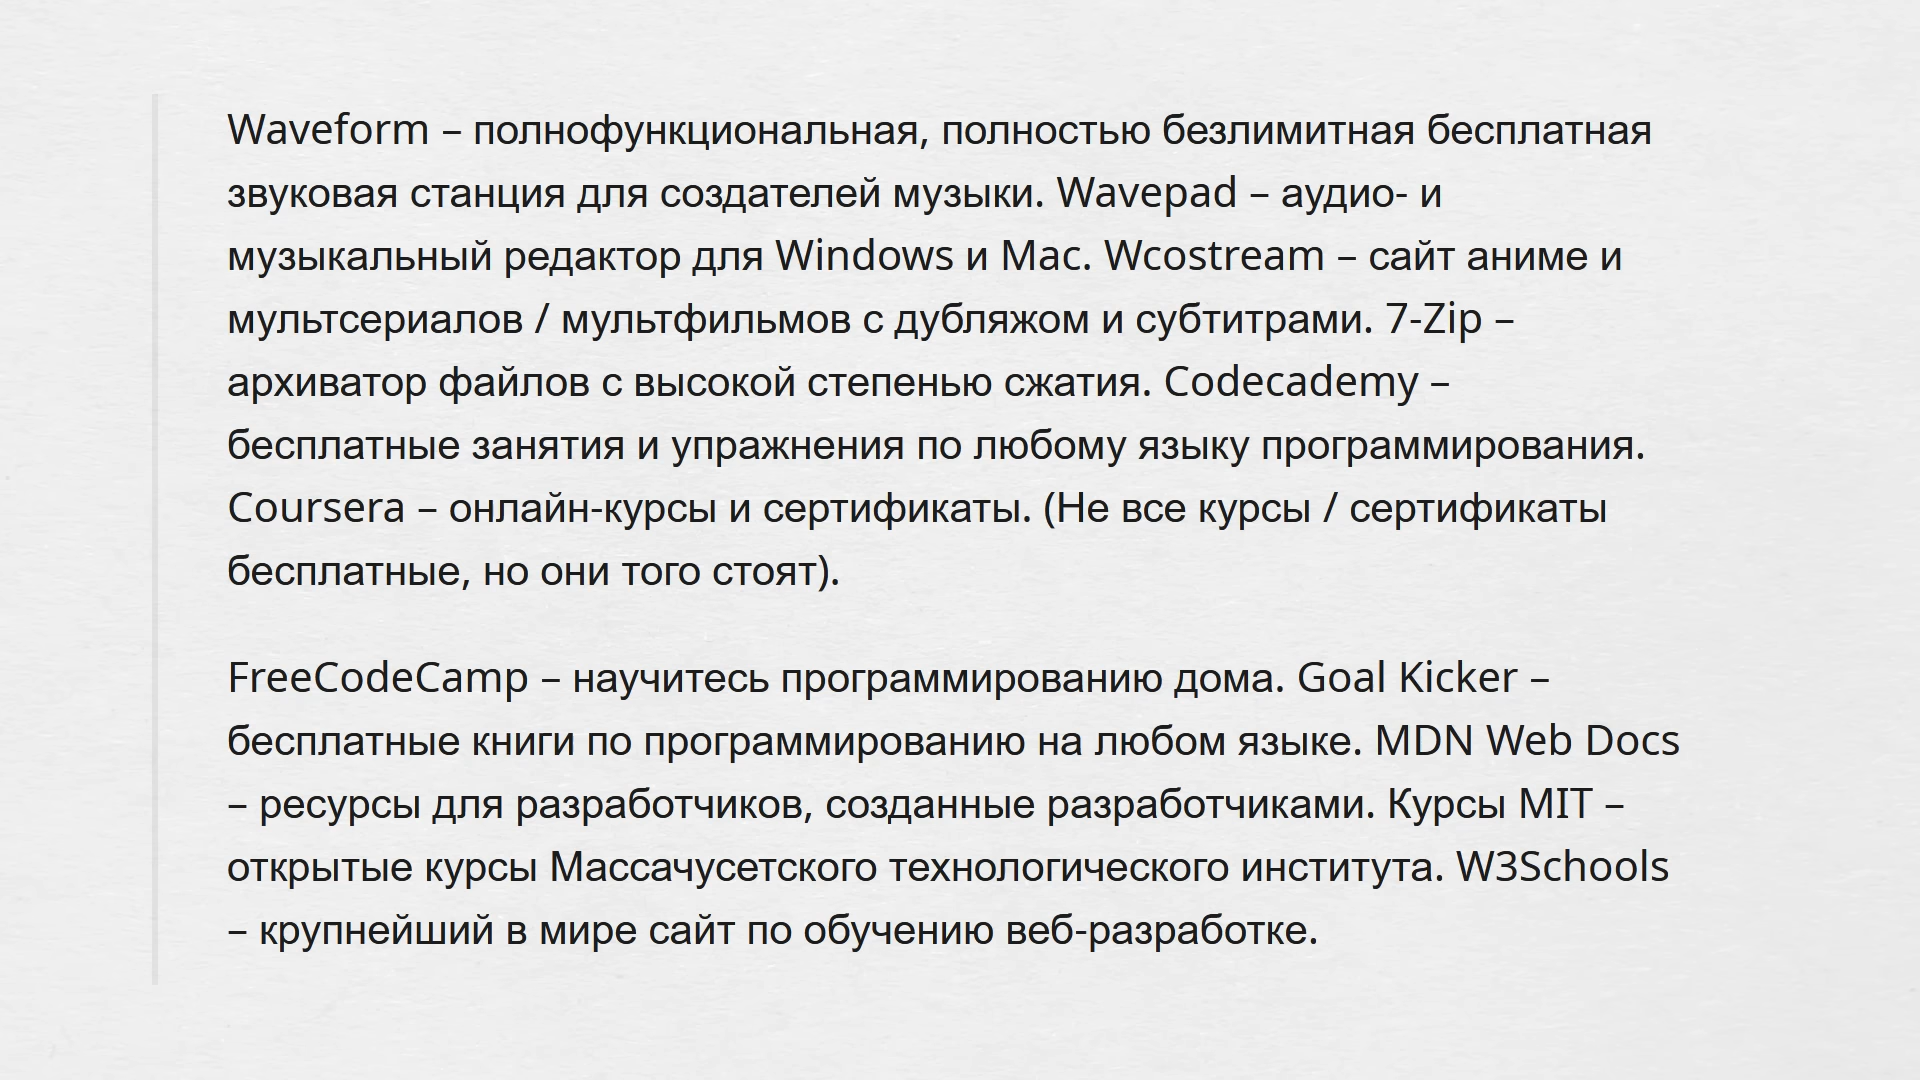 Waveform – полнофункциональная, полностью безлимитная бесплатная
звуковая станция для создателей музыки. Wavepad – аудио- и
музыкальный редактор для Windows и Mac. Wcostream – сайт аниме и
мультсериалов / мультфильмов с дубляжом и субтитрами. 7-Zip –
архиватор файлов с высокой степенью сжатия. Codecademy –
бесплатные занятия и упражнения по любому языку программирования.
Coursera – онлайн-курсы и сертификаты. (Не все курсы / сертификаты
бесплатные, но они того стоят).
FreeCodeCamp – научитесь программированию дома. Goal Kicker –
бесплатные книги по программированию на любом языке. MDN Web Docs
– ресурсы для разработчиков, созданные разработчиками. Курсы MIT –
открытые курсы Массачусетского технологического института. W3Schools
– крупнейший в мире сайт по обучению веб-разработке.